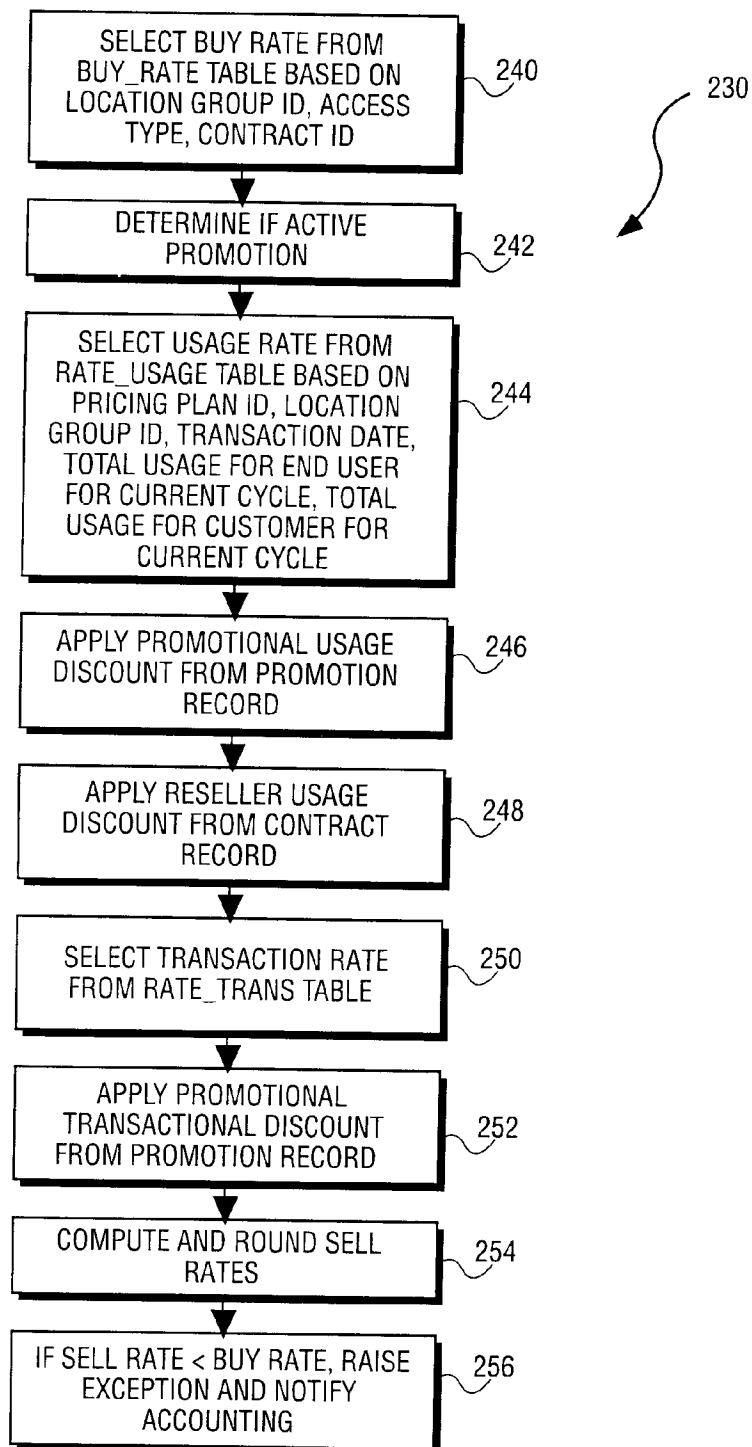 SELECT BUY RATE FROM
BUY_RATE TABLE BASED ON
LOCATION GROUP ID, ACCESS
TYPE, CONTRACT ID
240
230
DETERMINE IF ACTIVE
PROMOTION
242
SELECT USAGE RATE FROM
RATE_USAGE TABLE BASED ON
PRICING PLAN ID, LOCATION
GROUP ID, TRANSACTION DATE,
TOTAL USAGE FOR END USER
FOR CURRENT CYCLE, TOTAL
USAGE FOR CUSTOMER FOR
CURRENT CYCLE
244
APPLY PROMOTIONAL USAGE
DISCOUNT FROM PROMOTION
RECORD
246
APPLY RESELLER USAGE
DISCOUNT FROM CONTRACT
RECORD
248
SELECT TRANSACTION RATE
FROM RATE_TRANS TABLE
250
APPLY PROMOTIONAL
TRANSACTIONAL DISCOUNT
FROM PROMOTION RECORD
252
COMPUTE AND ROUND SELL
RATES
254
IF SELL RATE < BUY RATE, RAISE
EXCEPTION AND NOTIFY
ACCOUNTING
256